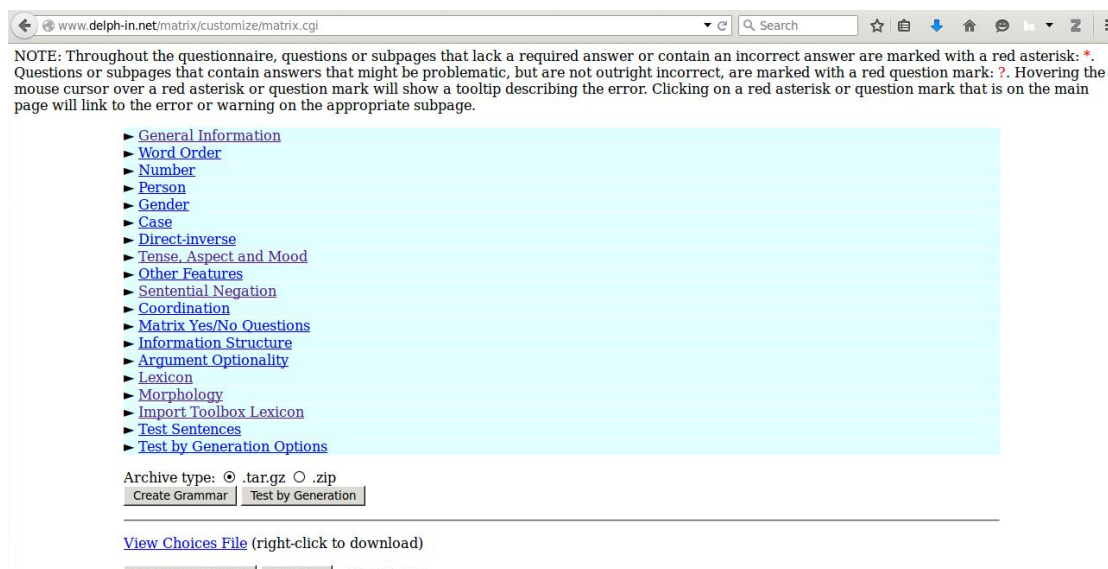 www.delph-in.net/matrix/customize/matrix.cgi Search
NOTE: Throughout the questionnaire, questions or subpages that lack a required answer or contain an incorrect answer are marked with a red asterisk: *.
Questions or subpages that contain answers that might be problematic, but are not outright incorrect, are marked with a red question mark: ?. Hovering the
mouse cursor over a red asterisk or question mark will show a tooltip describing the error. Clicking on a red asterisk or question mark that is on the main
page will link to the error or warning on the appropriate subpage.
► General Information
► Word Order
► Number
► Person
► Gender
► Case
► Direct-inverse
► Tense, Aspect and Mood
► Other Features
► Sentential Negation
► Coordination
► Matrix Yes/No Questions
► Information Structure
► Argument Optionality
► Lexicon
► Morphology
► Import Toolbox Lexicon
► Test Sentences
► Test by Generation Options
Archive type: .tar.gz .zip
Create Grammar Test by Generation
View Choices File (right-click to download)